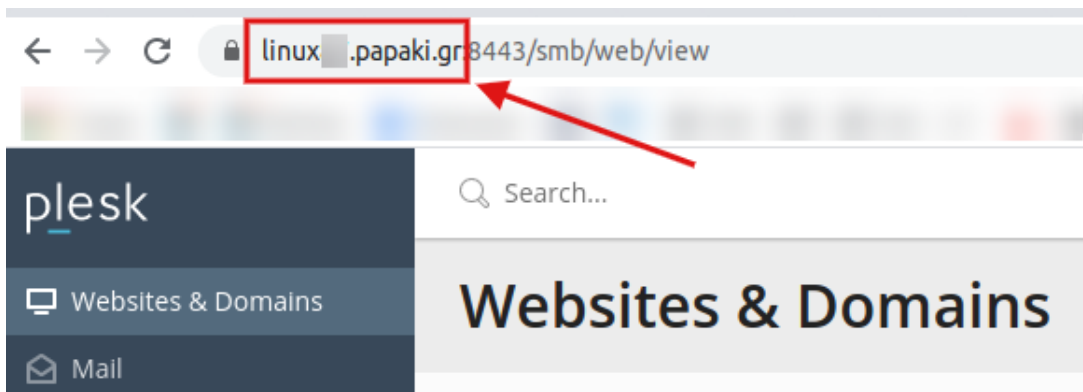 linux .papaki.gr:8443/smb/web/view
plesk
Search...
Websites & Domains
Websites & Domains
Mail